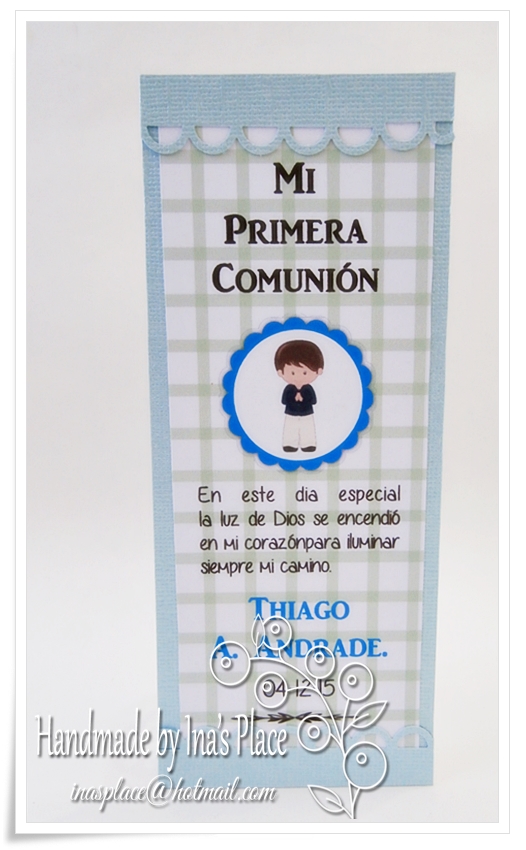 MI
PRIMERA
COMUNIÓN
En este dia especial
la luz de Dios se encendió
en mi corazónpara iluminar
siempre mi camino.
THIAGO
A. ANDRADE.
04-12-15
Handmade by Ina's Place
inasplace@hotmail.com